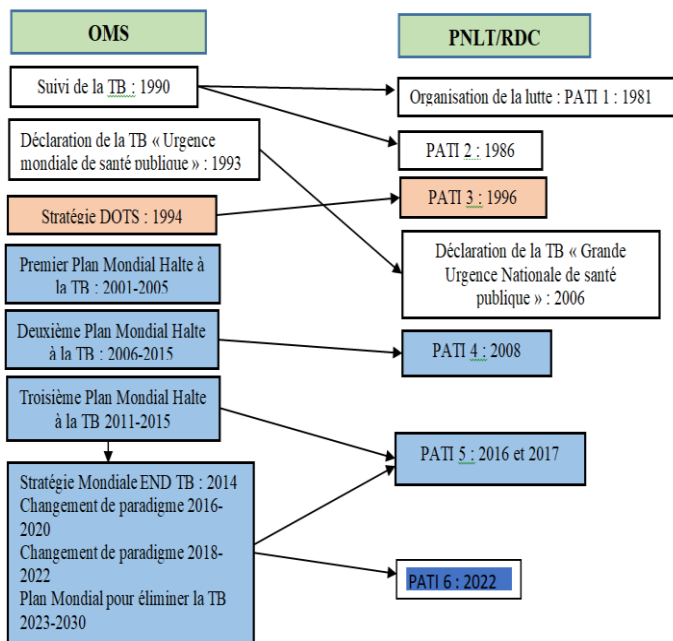 OMS
PNLT/RDC
Suivi de la TB : 1990
Organisation de la lutte : PATI 1 : 1981
Déclaration de la TB « Urgence
mondiale de santé publique » : 1993
PATI 2 : 1986
Stratégie DOTS : 1994
PATI 3 : 1996
Premier Plan Mondial Halte à
la TB : 2001-2005
Déclaration de la TB « Grande
Urgence Nationale de santé
publique » : 2006
Deuxième Plan Mondial Halte
à la TB : 2006-2015
PATI 4 : 2008
Troisième Plan Mondial Halte
à la TB 2011-2015
PATI 5 : 2016 et 2017
Stratégie Mondiale END TB : 2014
Changement de paradigme 2016-
2020
Changement de paradigme 2018-
2022
Plan Mondial pour éliminer la TB
2023-2030
PATI 6 : 2022